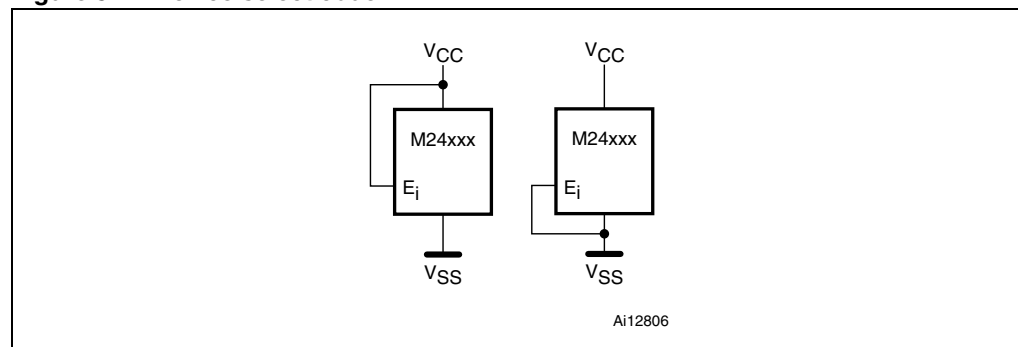 VCC VCC
M24xxx M24xxx
Ei Ei
VSS VSS
Ai12806